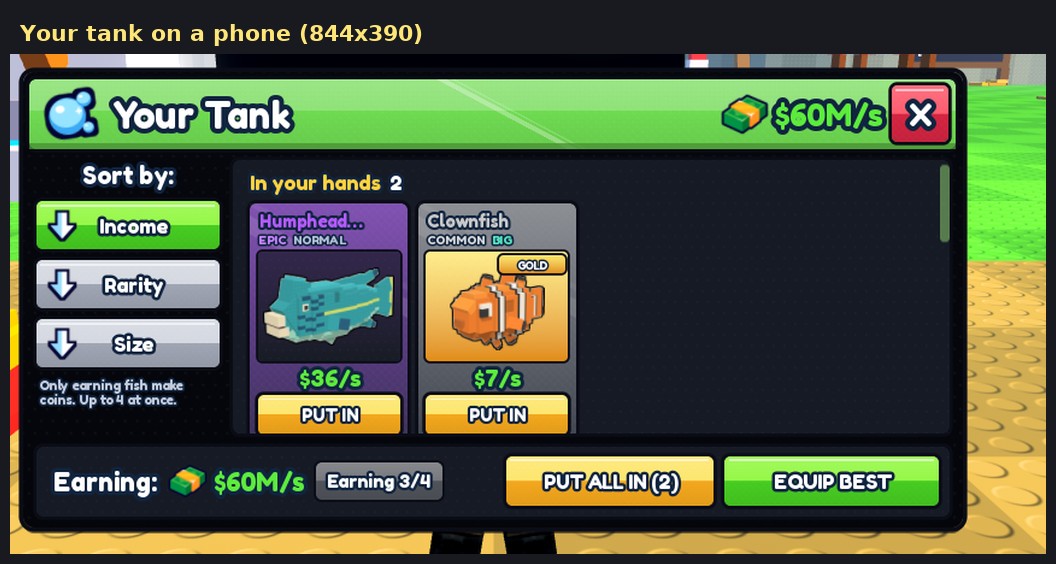 Your tank on a phone (844x390)
Your Tank
$60M/s
X
Sort by:
Income
Rarity
Size
Only earning fish make
coins. Up to 4 at once.
In your hands 2
Humphead...
EPIC NORMAL
$36/s
PUT IN
Clownfish
COMMON BIG
GOLD
$7/s
PUT IN
Earning: $60M/s
Earning 3/4
PUT ALL IN (2)
EQUIP BEST